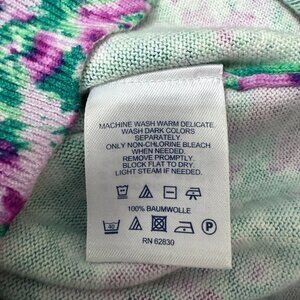 MACHINE WASH WARM DELICATE.
WASH DARK COLORS
SEPARATELY.
ONLY NON-CHLORINE BLEACH
WHEN NEEDED.
REMOVE PROMPTLY.
BLOCK FLAT TO DRY.
LIGHT STEAM IF NEEDED.
100% BAUMWOLLE
P
RN 62830